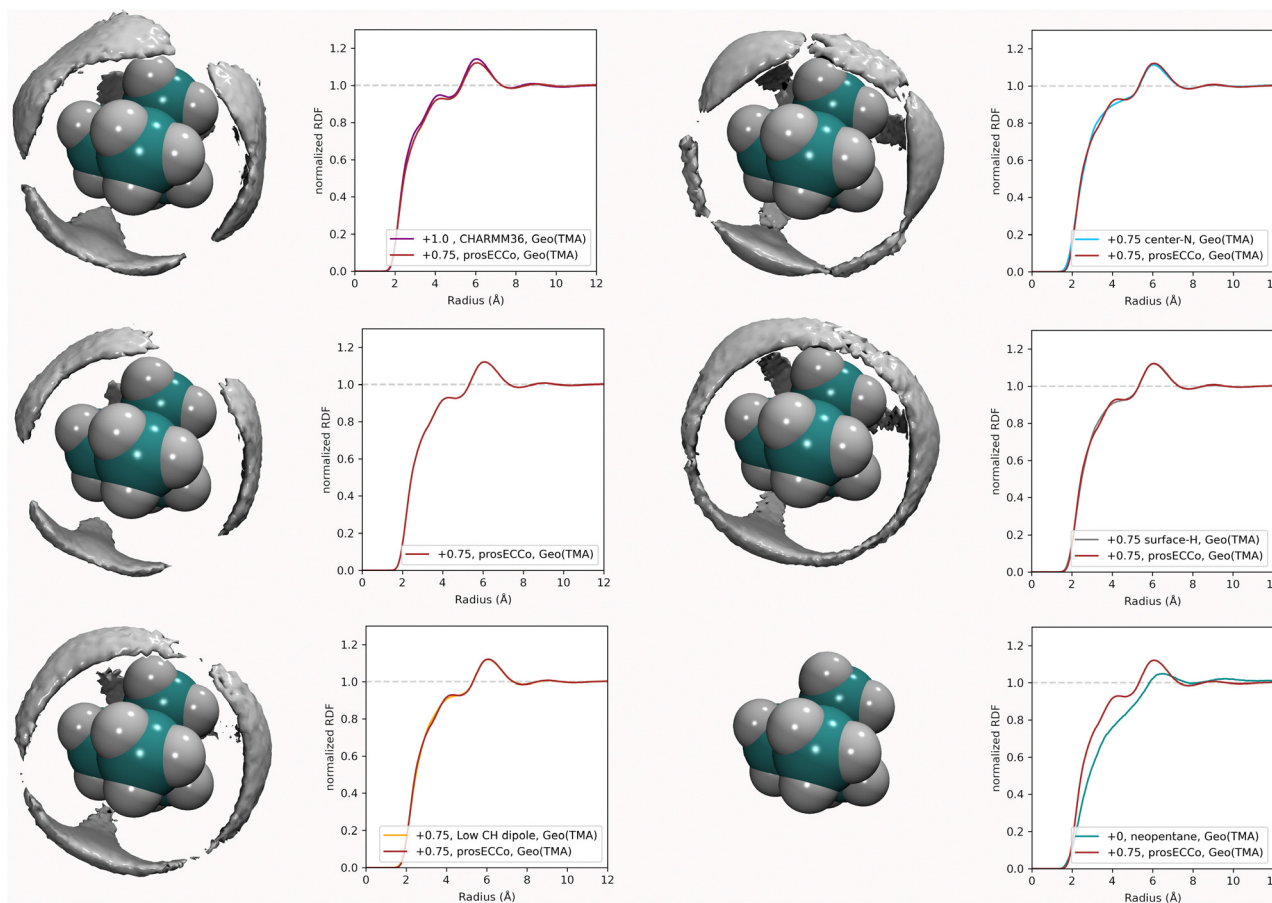 1.2
1.0
0.8
0.6
0.4
0.2
0.0
normalized RDF
+1.0 , CHARMM36, Geo(TMA)
+0.75, prosECCo, Geo(TMA)
0 2 4 6 8 10 12
Radius (Å)
1.2
1.0
0.8
0.6
0.4
0.2
0.0
normalized RDF
+0.75 center-N, Geo(TMA)
+0.75, prosECCo, Geo(TMA)
0 2 4 6 8 10 12
Radius (Å)
1.2
1.0
0.8
0.6
0.4
0.2
0.0
normalized RDF
+0.75, prosECCo, Geo(TMA)
0 2 4 6 8 10 12
Radius (Å)
1.2
1.0
0.8
0.6
0.4
0.2
0.0
normalized RDF
+0.75 surface-H, Geo(TMA)
+0.75, prosECCo, Geo(TMA)
0 2 4 6 8 10 12
Radius (Å)
1.2
1.0
0.8
0.6
0.4
0.2
0.0
normalized RDF
+0.75, Low CH dipole, Geo(TMA)
+0.75, prosECCo, Geo(TMA)
0 2 4 6 8 10 12
Radius (Å)
1.2
1.0
0.8
0.6
0.4
0.2
0.0
normalized RDF
+0, neopentane, Geo(TMA)
+0.75, prosECCo, Geo(TMA)
0 2 4 6 8 10 12
Radius (Å)